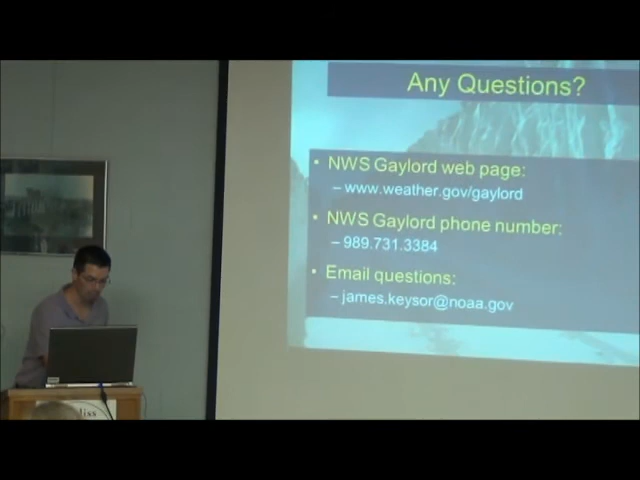 Any Questions?
• NWS Gaylord web page:
– www.weather.gov/gaylord
• NWS Gaylord phone number:
– 989.731.3384
• Email questions:
– james.keysor@noaa.gov